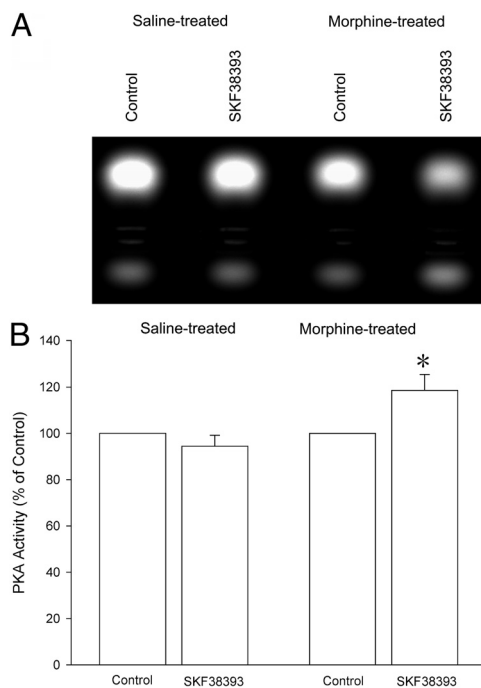 A
Saline-treated Morphine-treated
Control SKF38393 Control SKF38393
B
Saline-treated Morphine-treated
140
120
100
80
60
40
20
0
PKA Activity (% of Control)
*
Control SKF38393 Control SKF38393